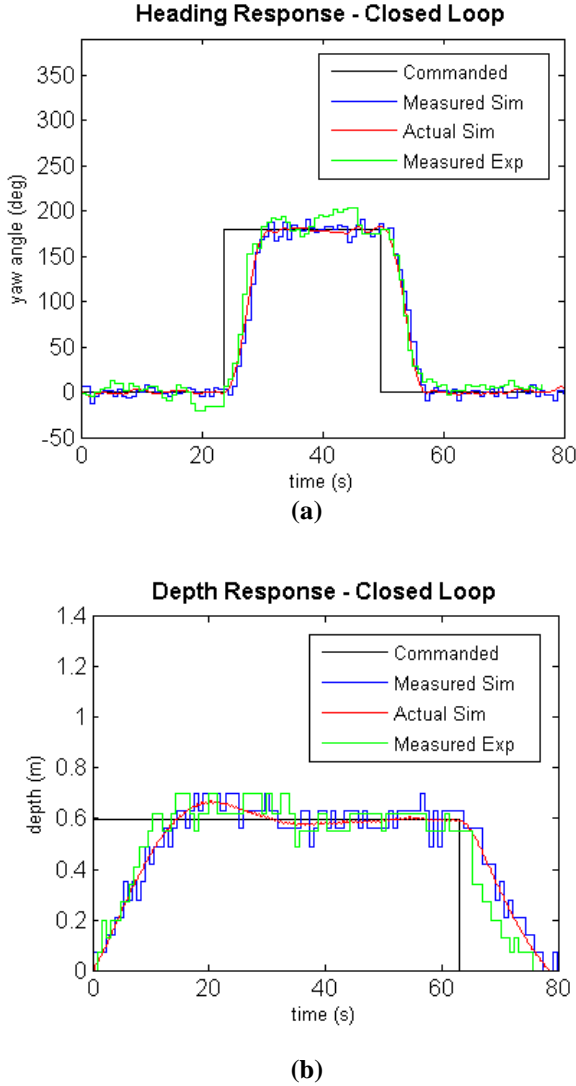 Heading Response - Closed Loop
350
300
250
200
150
100
50
0
-50
yaw angle (deg)
Commanded
Measured Sim
Actual Sim
Measured Exp
0 20 40 60 80
time (s)
(a)
Depth Response - Closed Loop
1.4
1.2
1
0.8
0.6
0.4
0.2
0
depth (m)
Commanded
Measured Sim
Actual Sim
Measured Exp
0 20 40 60 80
time (s)
(b)